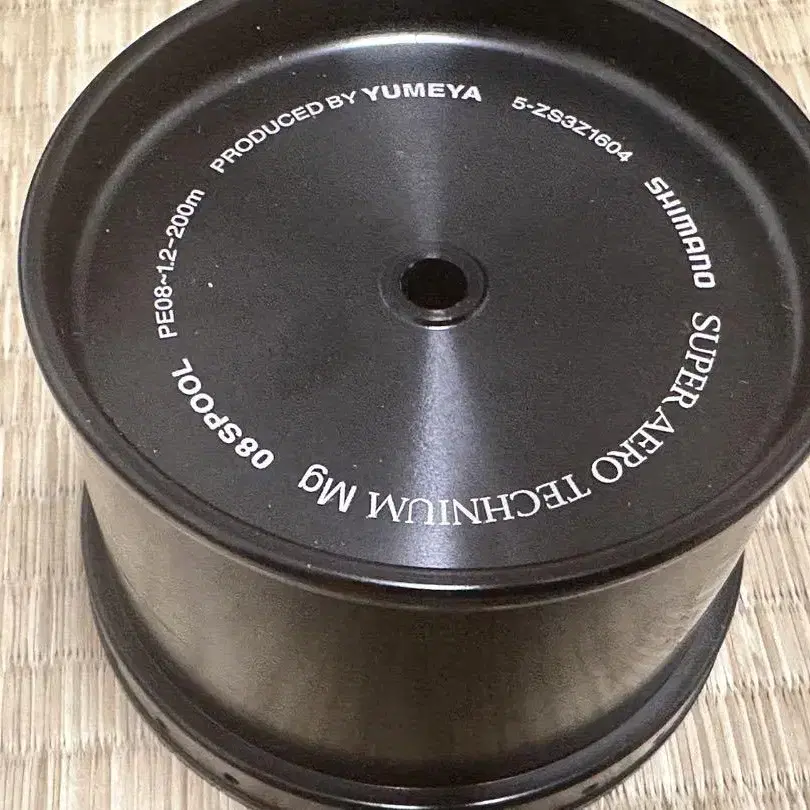 SHIMANO SUPER AERO TECHNIUM Mg
08SPOOL PE08~1.2-200m
PRODUCED BY YUMEYA
5-ZS3Z1604